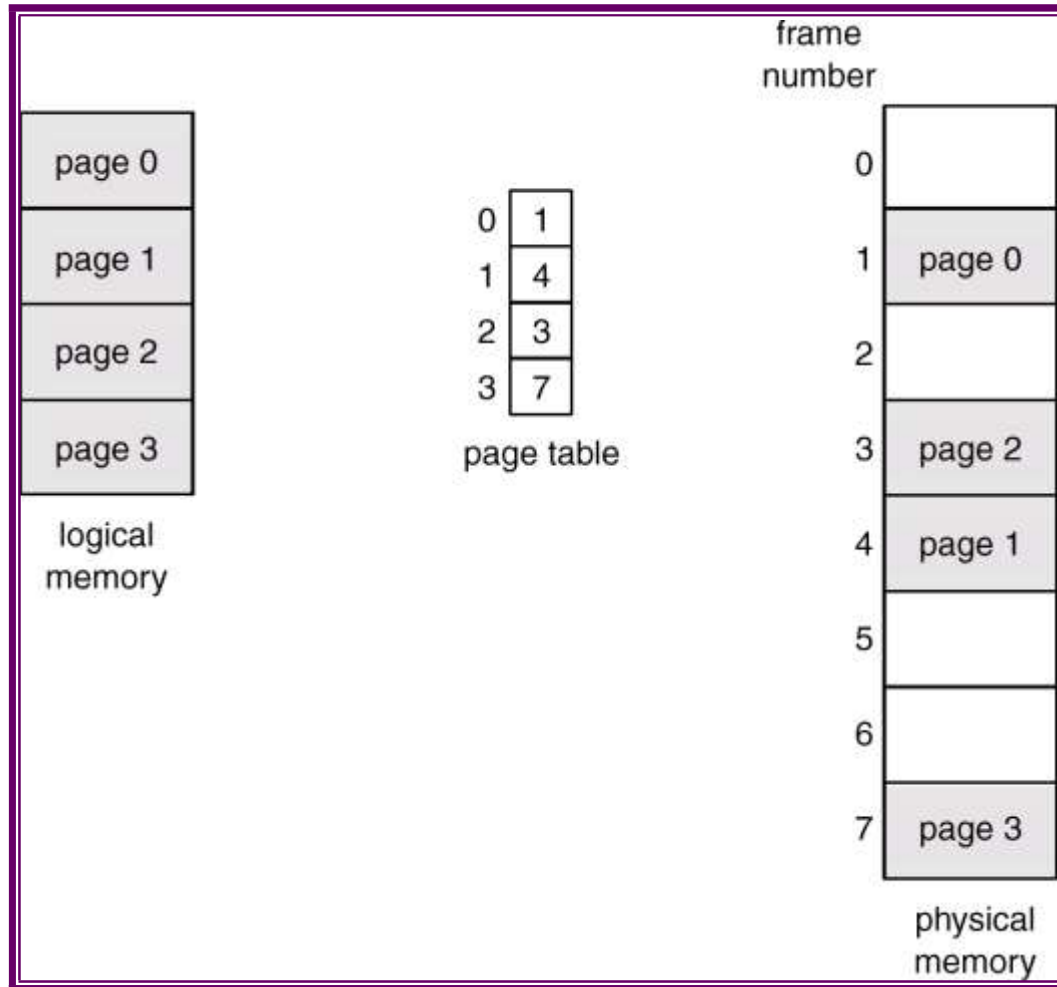 page 0
page 1
page 2
page 3
logical
memory
0 1
1 4
2 3
3 7
page table
frame
number
0
1 page 0
2
3 page 2
4 page 1
5
6
7 page 3
physical
memory